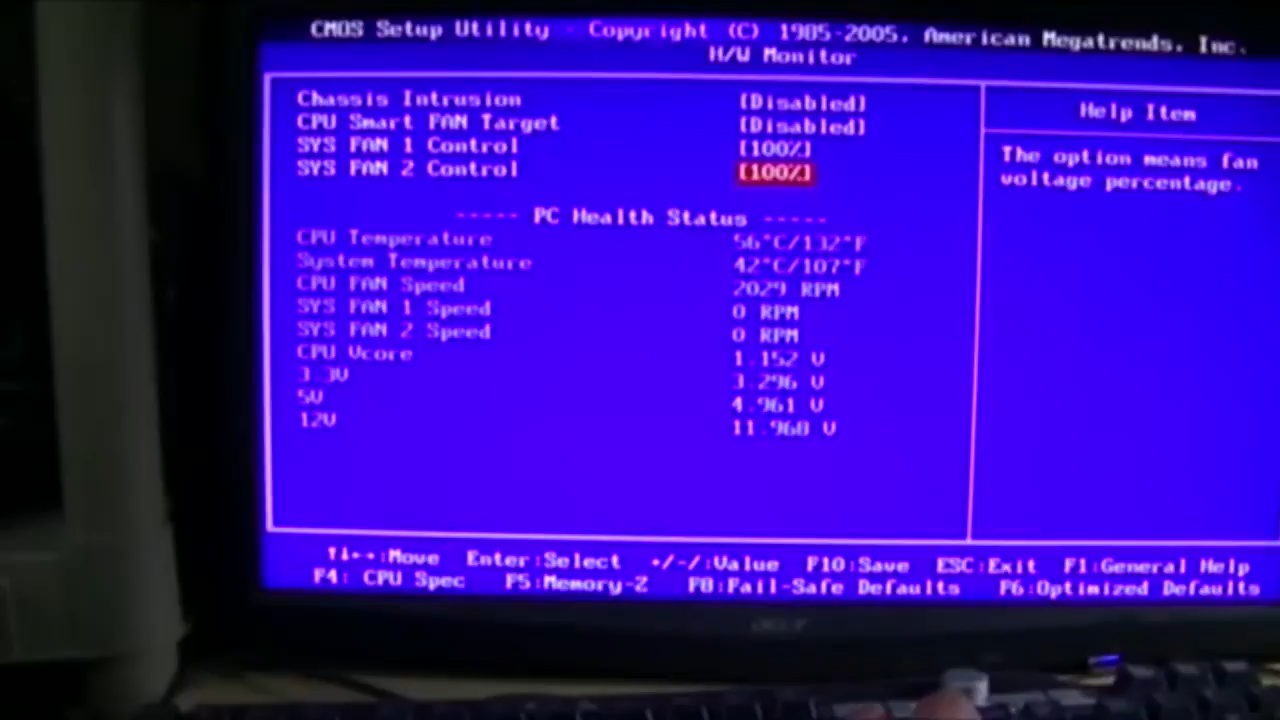 CMOS Setup Utility - Copyright (C) 1985-2005, American Megatrends, Inc.
H/W Monitor
Chassis Intrusion [Disabled]
CPU Smart FAN Target [Disabled]
SYS FAN 1 Control [100%]
SYS FAN 2 Control [100%]
Help Item
The option means fan
voltage percentage.
----- PC Health Status -----
CPU Temperature 56°C/132°F
System Temperature 42°C/107°F
CPU FAN Speed 2029 RPM
SYS FAN 1 Speed 0 RPM
SYS FAN 2 Speed 0 RPM
CPU Vcore 1.152 V
3.3V 3.296 V
5V 4.961 V
12V 11.968 V
↑↓←→:Move Enter:Select +/-/:Value F10:Save ESC:Exit F1:General Help
F4: CPU Spec F5:Memory-Z F8:Fail-Safe Defaults F6:Optimized Defaults
acer